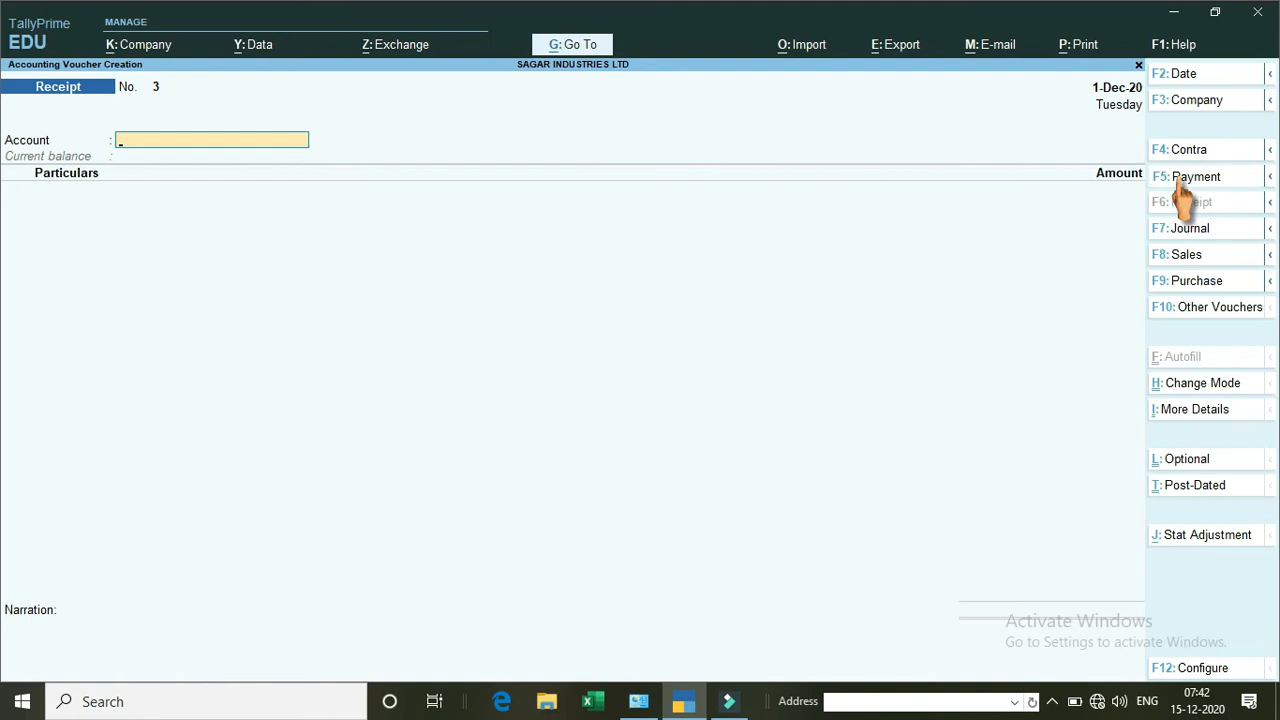 TallyPrime
EDU
MANAGE
K: Company
Y: Data
Z: Exchange
G: Go To
O: Import
E: Export
M: E-mail
P: Print
F1: Help
Accounting Voucher Creation
SAGAR INDUSTRIES LTD
Receipt No. 3
1-Dec-20
Tuesday
Account :
Current balance :
Particulars
Amount
F2: Date
F3: Company
F4: Contra
F5: Payment
F6:
F7: Journal
F8: Sales
F9: Purchase
F10: Other Vouchers
F: Autofill
H: Change Mode
I: More Details
L: Optional
T: Post-Dated
J: Stat Adjustment
Narration:
Activate Windows
Go to Settings to activate Windows.
F12: Configure
Search
Address
ENG
07:42
15-12-2020